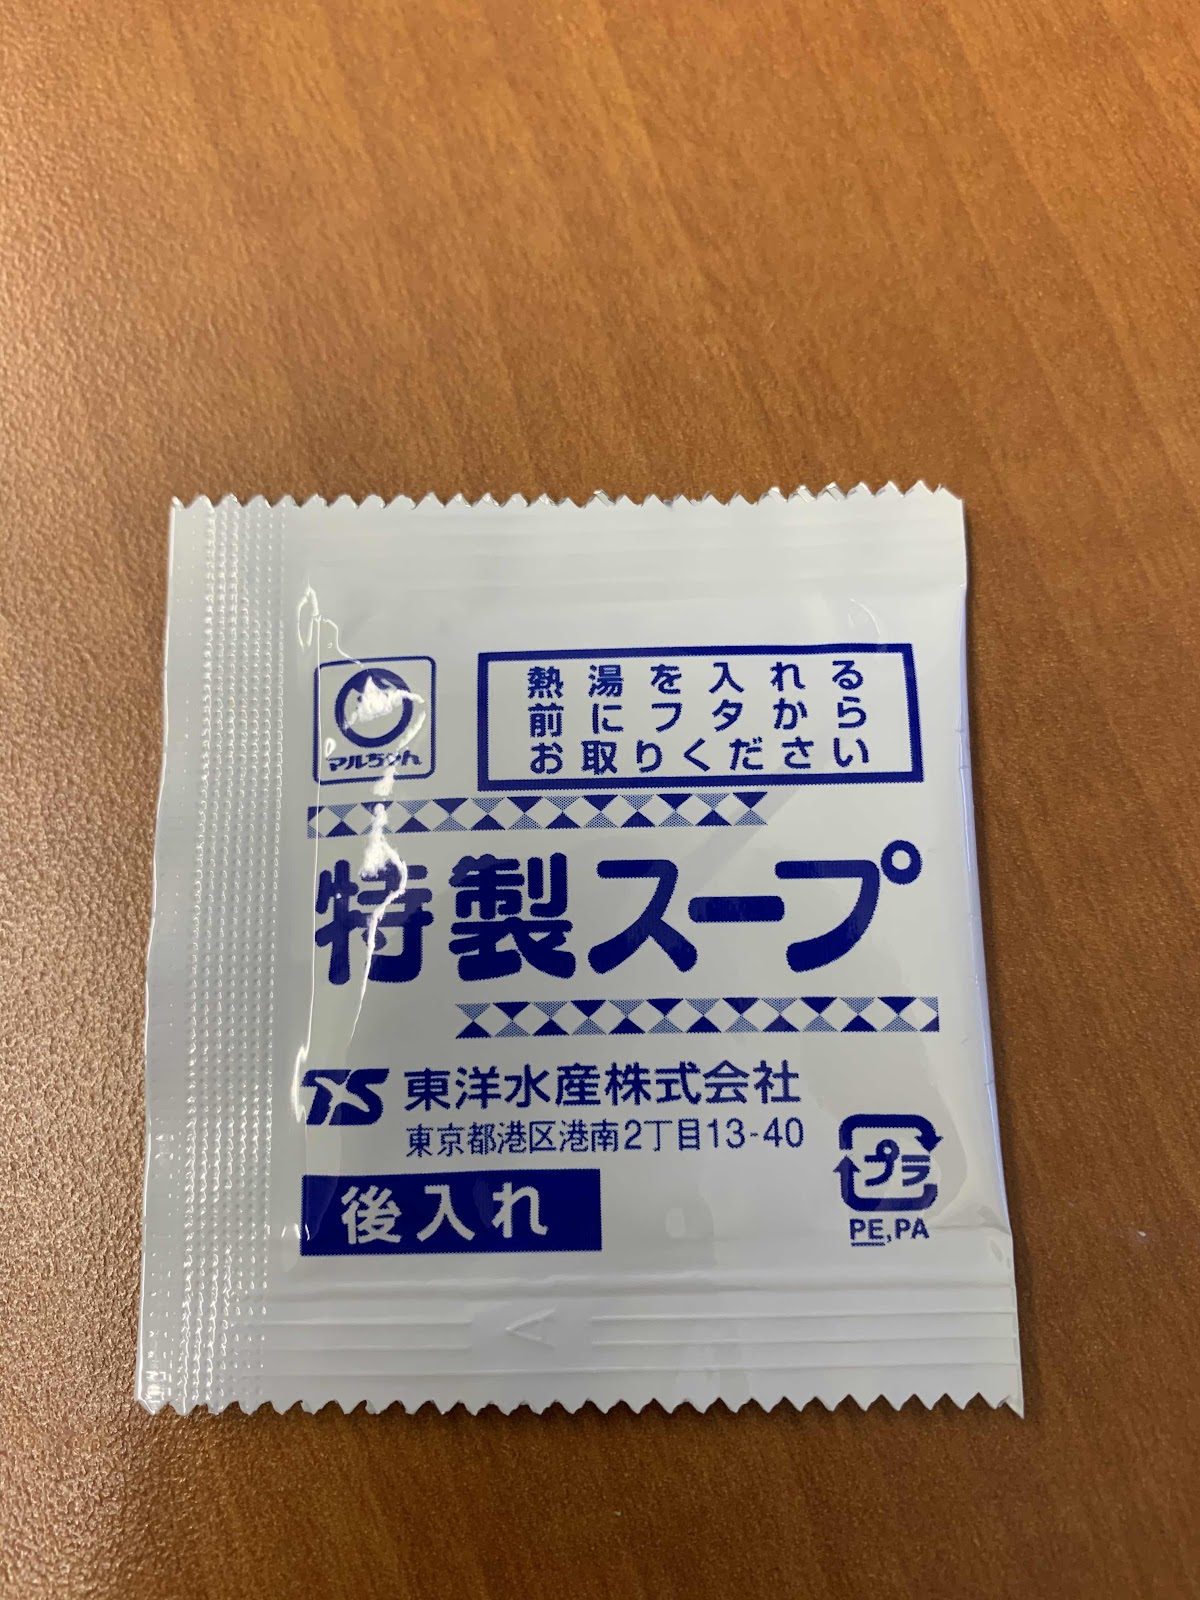 熱湯を入れる
前にフタから
お取りください
マルちゃん
特製スープ
TS 東洋水産株式会社
東京都港区港南2丁目13-40
後入れ
プラ
PE,PA